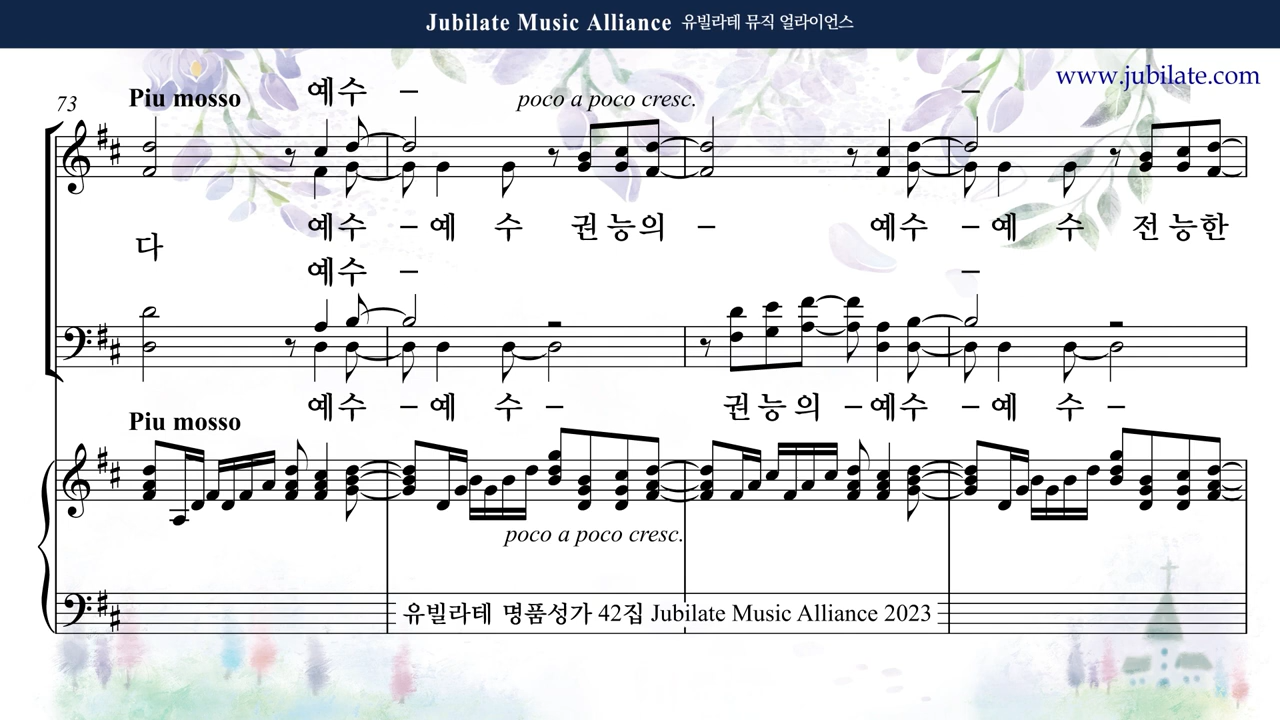 Jubilate Music Alliance 유빌라테 뮤직 얼라이언스
www.jubilate.com
73 Piu mosso 예수 – poco a poco cresc. –
예수 – 예 수 권능의 – 예수 – 예 수 전능한
다
예수 – –
예수 – 예 수 – 권능의 – 예수 – 예 수 –
Piu mosso
poco a poco cresc.
유빌라테 명품성가 42집 Jubilate Music Alliance 2023